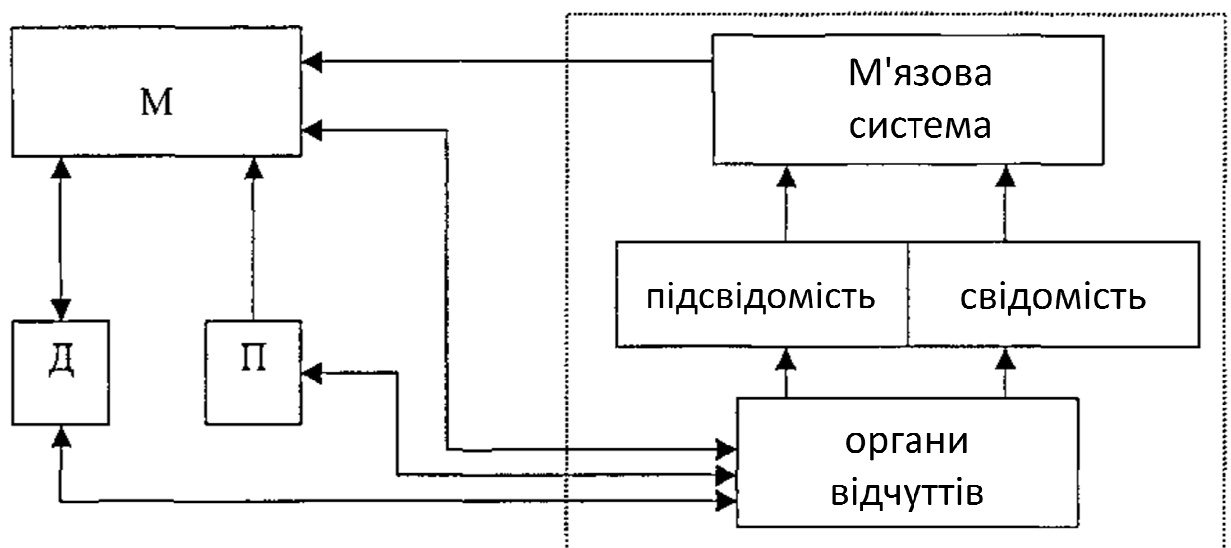 М
М'язова
система
підсвідомість
свідомість
Д
П
органи
відчуттів